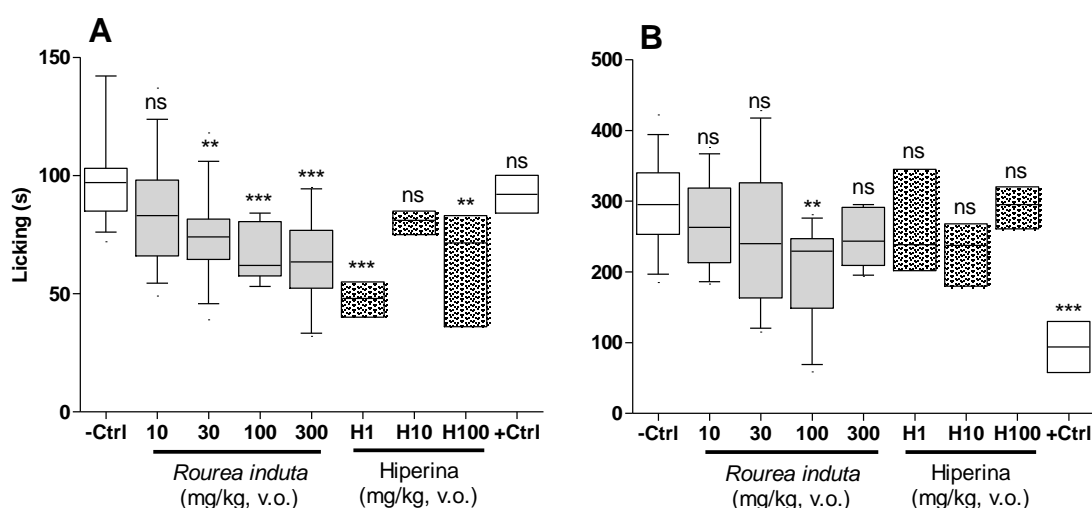 A
150
100
50
0
Licking (s)
ns
**
***
***
***
ns
**
ns
-Ctrl 10 30 100 300 H1 H10 H100 +Ctrl
Rourea induta
(mg/kg, v.o.)
Hiperina
(mg/kg, v.o.)
B
500
400
300
200
100
0
ns
ns
**
ns
ns
ns
ns
***
-Ctrl 10 30 100 300 H1 H10 H100 +Ctrl
Rourea induta
(mg/kg, v.o.)
Hiperina
(mg/kg, v.o.)